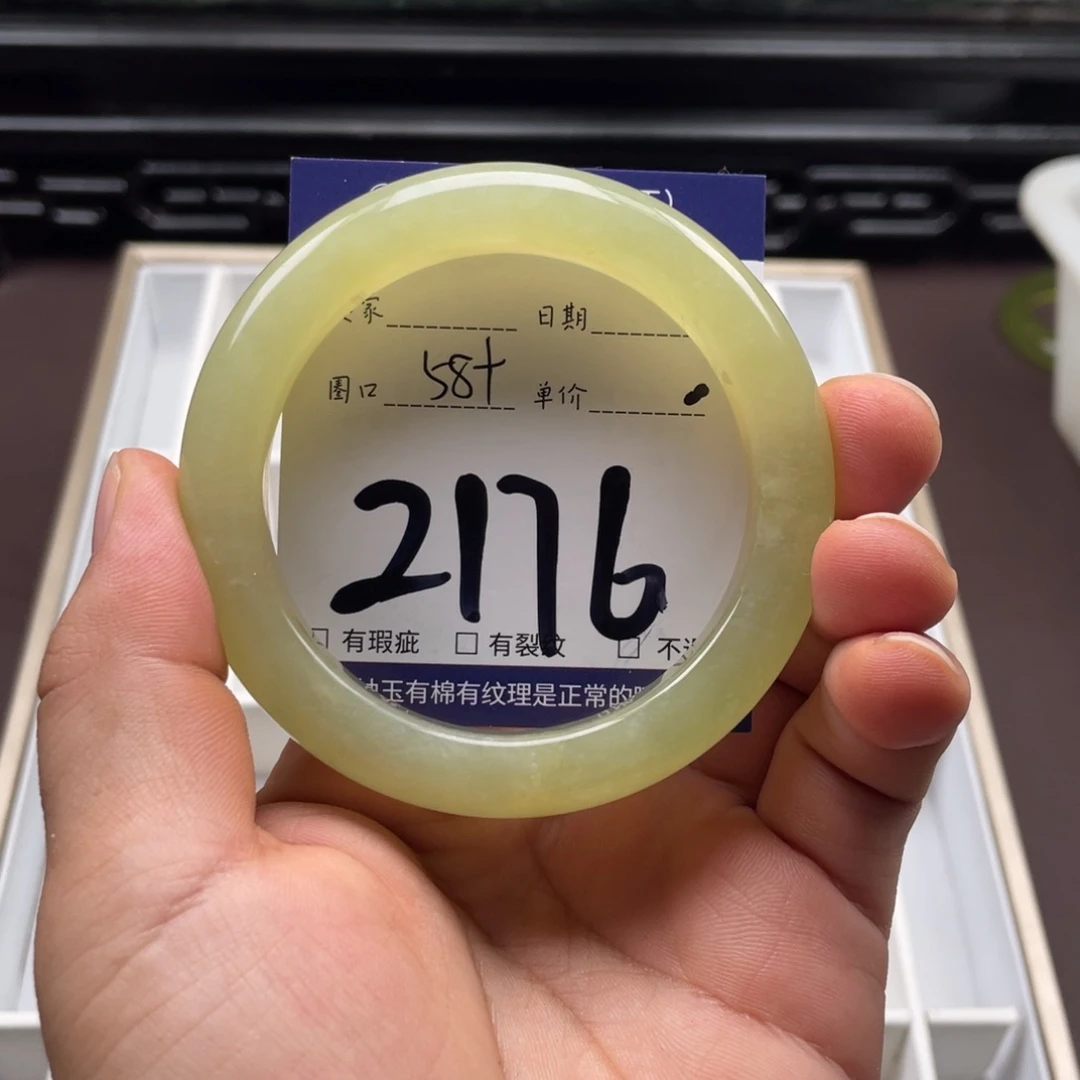 家 日期
圈口 58+ 单价
2176
□ 有瑕疵 □ 有裂纹 □ 不
玉有棉有纹理是正常的